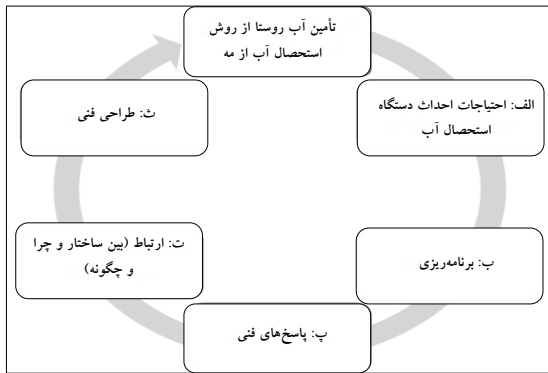 تأمین آب روستا از روش
استحصال آب از مه
الف: احتیاجات احداث دستگاه
استحصال آب
ب: برنامه‌ریزی
پ: پاسخ‌های فنی
ت: ارتباط (بین ساختار و چرا
و چگونه)
ث: طراحی فنی